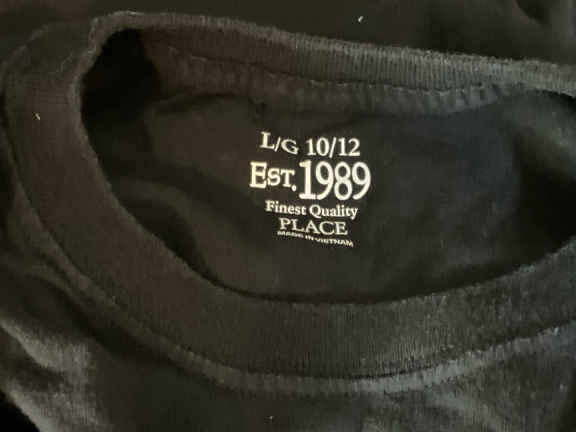 L/G 10/12
EST. 1989
Finest Quality
PLACE
MADE IN VIETNAM